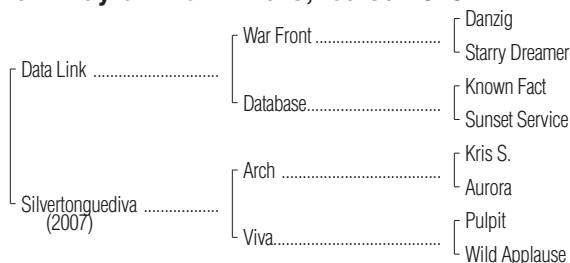 Danzig
War Front ................................
Starry Dreamer
Data Link ................................
Known Fact
Database..................................
Sunset Service
Kris S.
Arch ........................................
Aurora
Silvertonguediva ...................
(2007)
Pulpit
Viva..........................................
Wild Applause